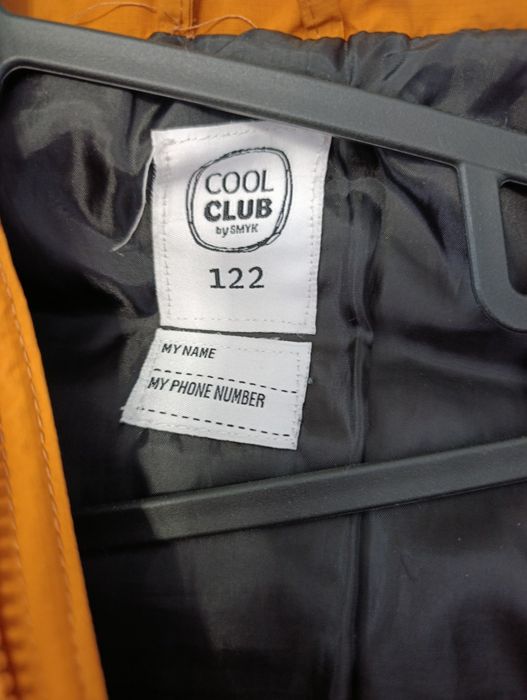 COOL
CLUB
by SMYK
122
MY NAME
MY PHONE NUMBER